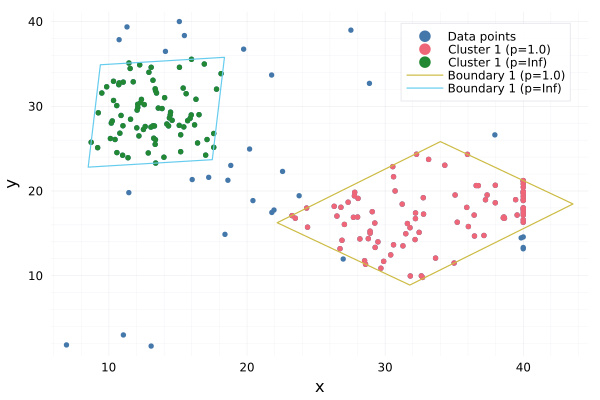 Data points
Cluster 1 (p=1.0)
Cluster 1 (p=Inf)
Boundary 1 (p=1.0)
Boundary 1 (p=Inf)
40
30
20
10
y
10 20 30 40
x